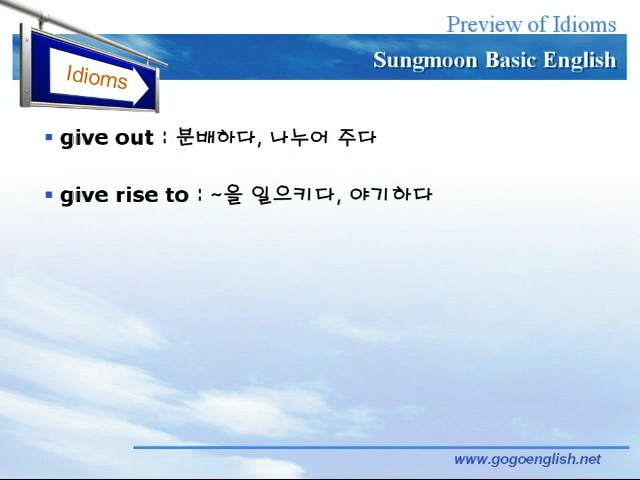 Preview of Idioms
Sungmoon Basic English
Idioms
▪ give out : 분배하다, 나누어 주다
▪ give rise to : ~을 일으키다, 야기하다
www.gogoenglish.net